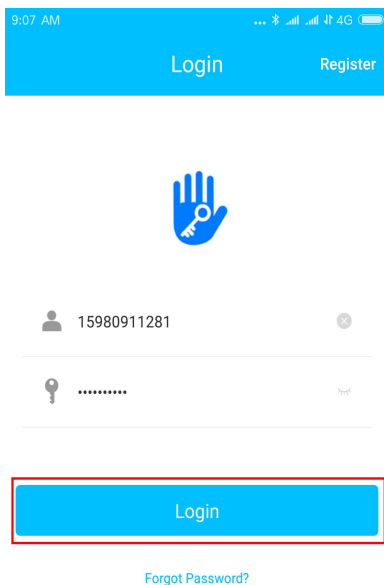 9:07 AM ... 4G
Login Register
15980911281
••••••••••
Login
Forgot Password?